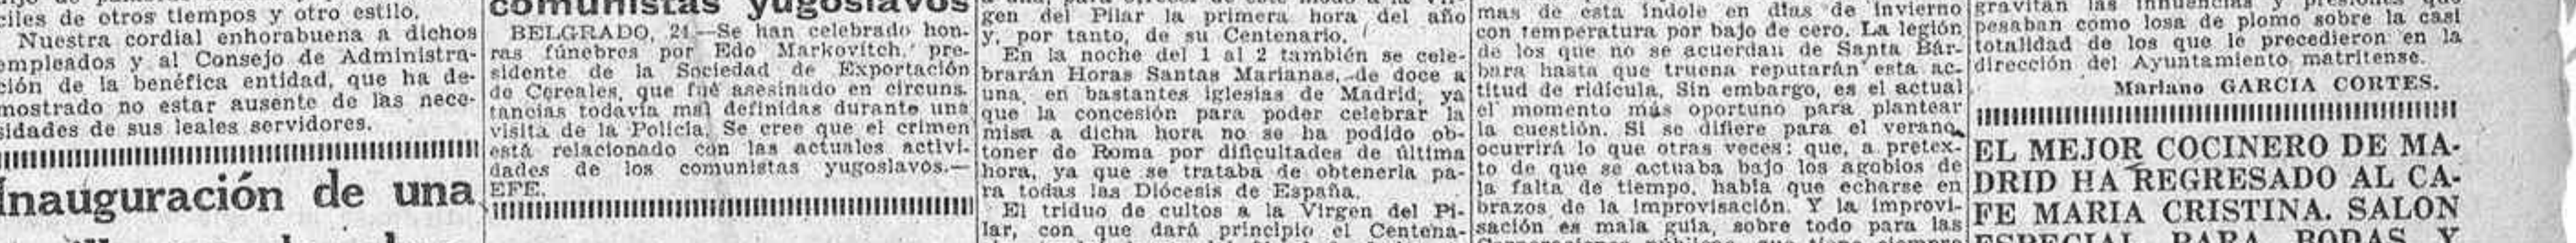 ciles de otros tiempos y otro estilo.
Nuestra cordial enhorabuena a dichos
empleados y al Consejo de Administra-
ción de la benéfica entidad, que ha de-
mostrado no estar ausente de las nece-
sidades de sus leales servidores.
Inauguración de una
comunistas yugoslavos
BELGRADO, 21.—Se han celebrado hon-
ras fúnebres por Edo Markovitch, pre-
sidente de la Sociedad de Exportación
de Cereales, que fué asesinado en circuns.
tancias todavía mal definidas durante una
visita de la Policía. Se cree que el crimen
está relacionado con las actuales activi-
dades de los comunistas yugoslavos.—
EFE.
gen del Pilar la primera hora del año
y, por tanto, de su Centenario.
En la noche del 1 al 2 también se cele-
brarán Horas Santas Marianas, de doce a
una, en bastantes iglesias de Madrid; ya
que la concesión para poder celebrar la
misa a dicha hora no se ha podido ob-
tener de Roma por dificultades de última
hora, ya que se trataba de obtenerla pa-
ra todas las Diócesis de España.
El triduo de cultos a la Virgen del Pi-
lar, con que dará principio el Centena-
mas de esta índole en días de invierno
con temperatura por bajo de cero. La legión
de los que no se acuerdan de Santa Bár-
bara hasta que truena reputarán esta ac-
titud de ridícula. Sin embargo, es el actual
el momento más oportuno para plantear
la cuestión. Si se difiere para el verano,
ocurrirá lo que otras veces: que, a pretex-
to de que se actuaba bajo los agobios de
la falta de tiempo, había que echarse en
brazos de la improvisación. Y la improvi-
sación es mala guía, sobre todo para las
gravitan las influencias y presiones que
pesaban como losa de plomo sobre la casi
totalidad de los que le precedieron en la
dirección del Ayuntamiento matritense.
Mariano GARCIA CORTES.
EL MEJOR COCINERO DE MA-
DRID HA REGRESADO AL CA-
FE MARIA CRISTINA. SALON
ESPECIAL PARA BODAS Y